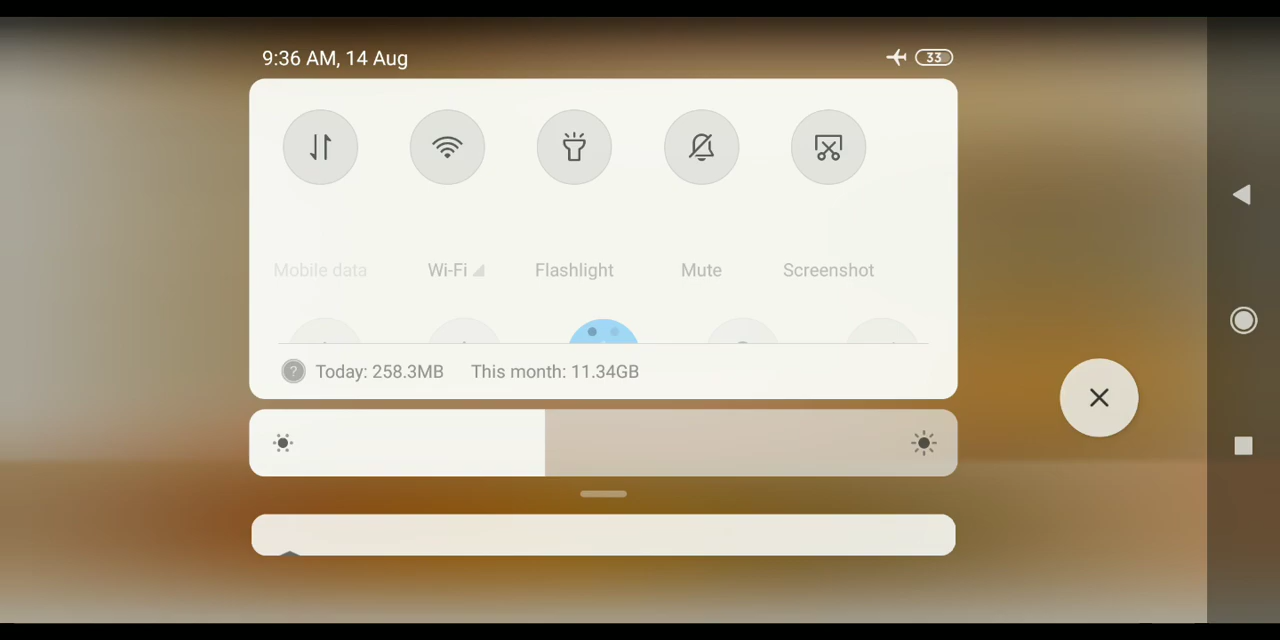 9:36 AM, 14 Aug 33
Mobile data Wi-Fi Flashlight Mute Screenshot
? Today: 258.3MB This month: 11.34GB